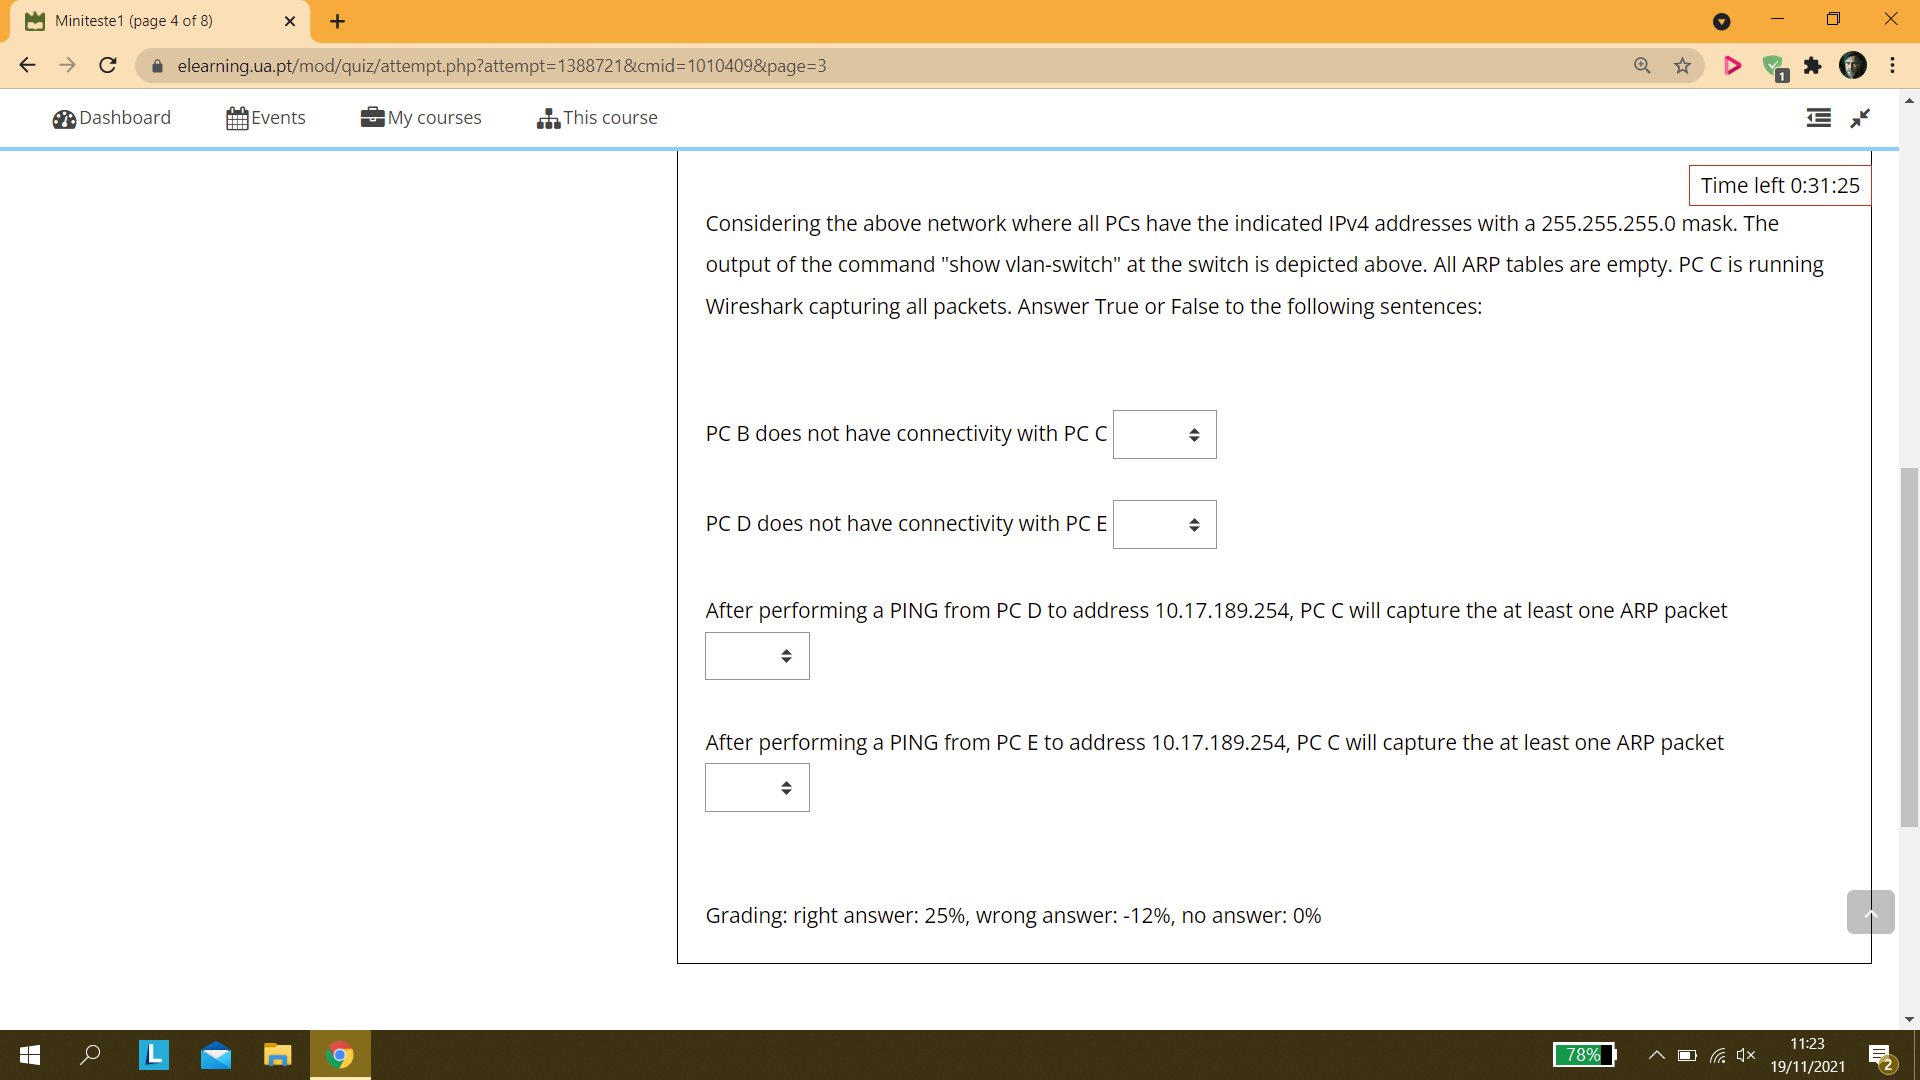 Miniteste1 (page 4 of 8)
elearning.ua.pt/mod/quiz/attempt.php?attempt=1388721&cmid=1010409&page=3
1
Dashboard
Events
My courses
This course
Time left 0:31:25
Considering the above network where all PCs have the indicated IPv4 addresses with a 255.255.255.0 mask. The
output of the command "show vlan-switch" at the switch is depicted above. All ARP tables are empty. PC C is running
Wireshark capturing all packets. Answer True or False to the following sentences:
PC B does not have connectivity with PC C
PC D does not have connectivity with PC E
After performing a PING from PC D to address 10.17.189.254, PC C will capture the at least one ARP packet
After performing a PING from PC E to address 10.17.189.254, PC C will capture the at least one ARP packet
Grading: right answer: 25%, wrong answer: -12%, no answer: 0%
L
78%
11:23
19/11/2021
2